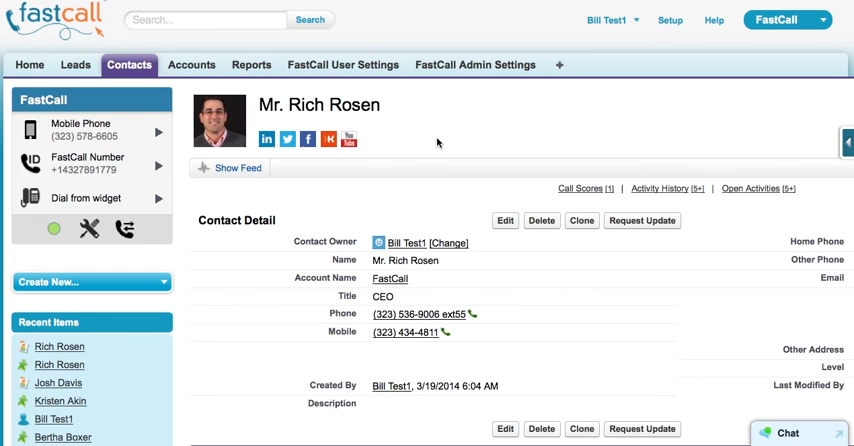 fastcall
Search...
Search
Bill Test1
Setup
Help
FastCall
Home
Leads
Contacts
Accounts
Reports
FastCall User Settings
FastCall Admin Settings
+
FastCall
Mobile Phone
(323) 578-6605
ID
FastCall Number
+14327891779
Dial from widget
Create New...
Recent Items
Rich Rosen
Rich Rosen
Josh Davis
Kristen Akin
Bill Test1
Bertha Boxer
Mr. Rich Rosen
in
f
K
You Tube
Show Feed
Call Scores [1] | Activity History [5+] | Open Activities [5+]
Contact Detail
Edit
Delete
Clone
Request Update
Contact Owner Bill Test1 [Change]
Name Mr. Rich Rosen
Account Name FastCall
Title CEO
Phone (323) 536-9006 ext55
Mobile (323) 434-4811
Created By Bill Test1, 3/19/2014 6:04 AM
Description
Home Phone
Other Phone
Email
Other Address
Level
Last Modified By
Edit
Delete
Clone
Request Update
Chat